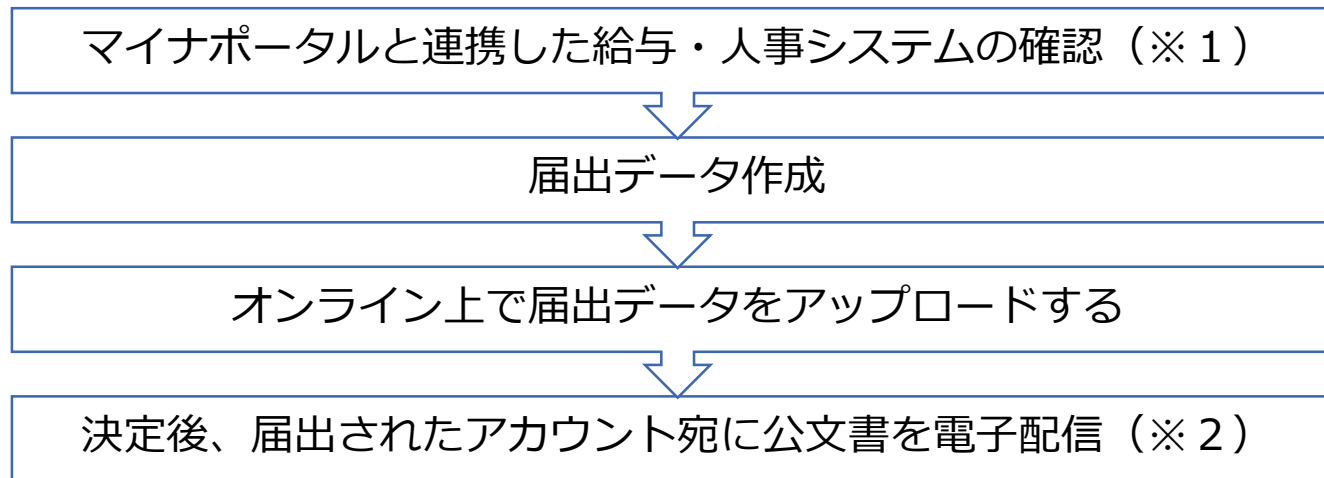 マイナポータルと連携した給与・人事システムの確認（※１）
届出データ作成
オンライン上で届出データをアップロードする
決定後、届出されたアカウント宛に公文書を電子配信（※２）